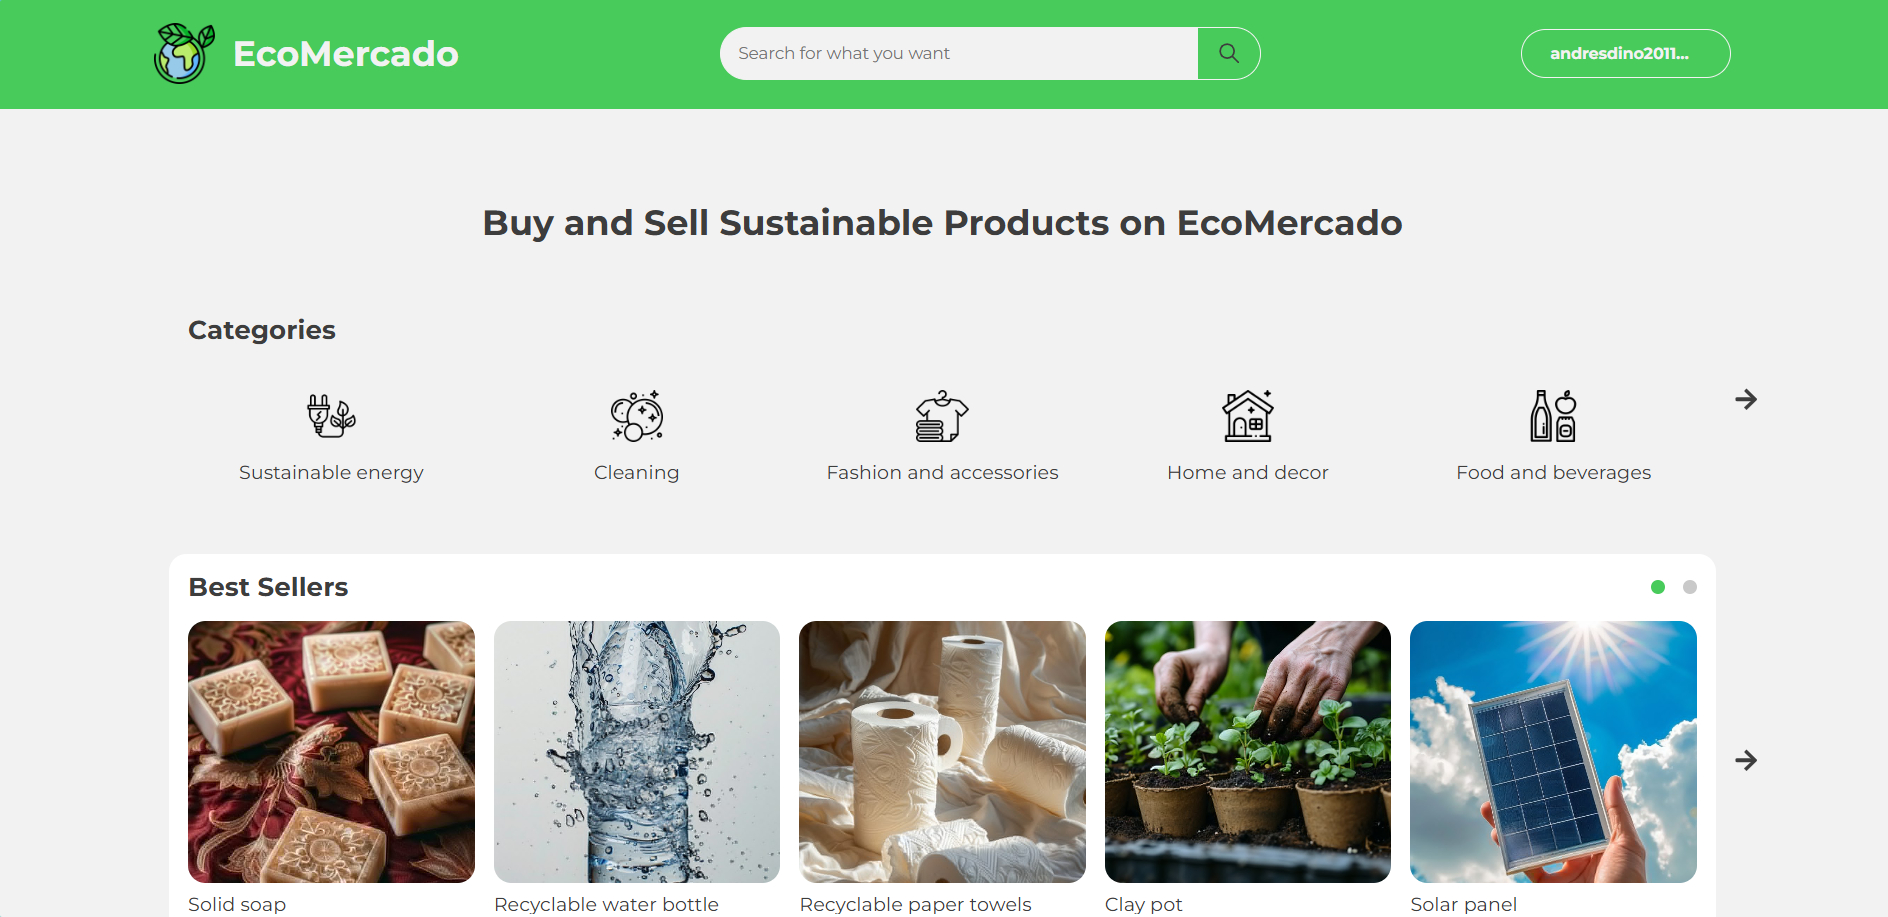 EcoMercado
Search for what you want
andresdino2011...
Buy and Sell Sustainable Products on EcoMercado
Categories
Sustainable energy
Cleaning
Fashion and accessories
Home and decor
Food and beverages
Best Sellers
Solid soap
Recyclable water bottle
Recyclable paper towels
Clay pot
Solar panel